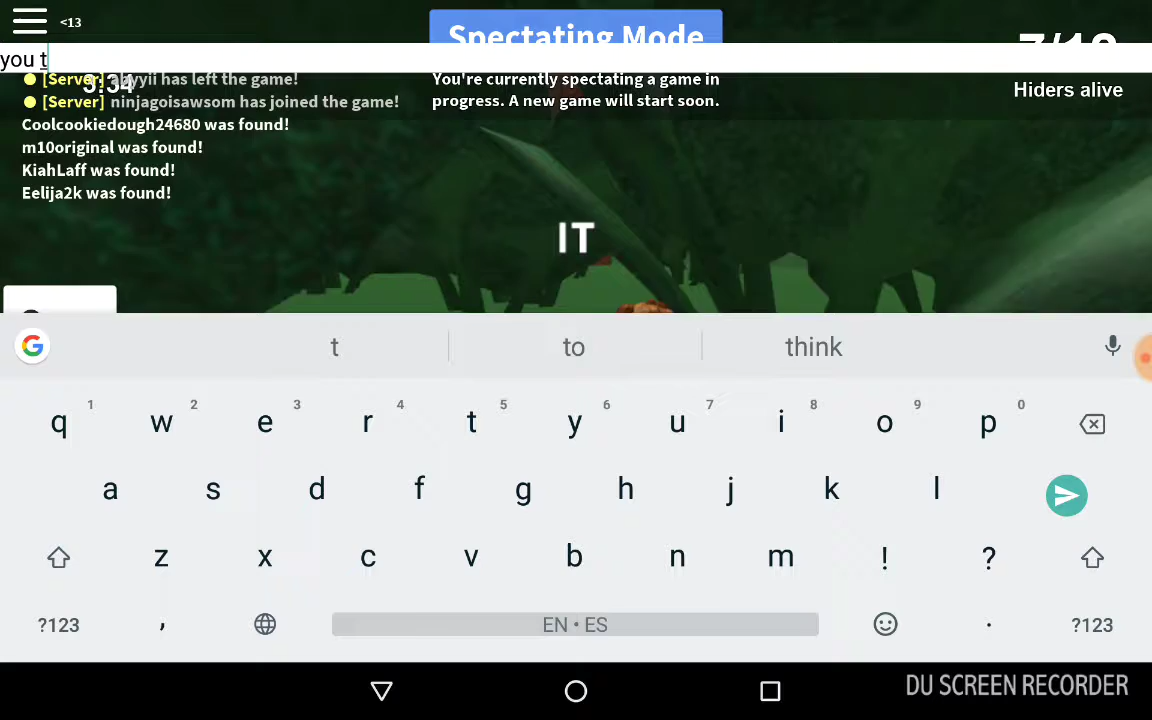 <13
Spectating Mode
you t
[Server] has left the game!
3:34
You're currently spectating a game in
progress. A new game will start soon.
Hiders alive
[Server] ninjagoisawsom has joined the game!
Coolcookiedough24680 was found!
m10original was found!
KiahLaff was found!
Eelija2k was found!
IT
G t to think
1 2 3 4 5 6 7 8 9 0
q w e r t y u i o p
a s d f g h j k l
z x c v b n m ! ?
?123 , EN • ES . ?123
DU SCREEN RECORDER